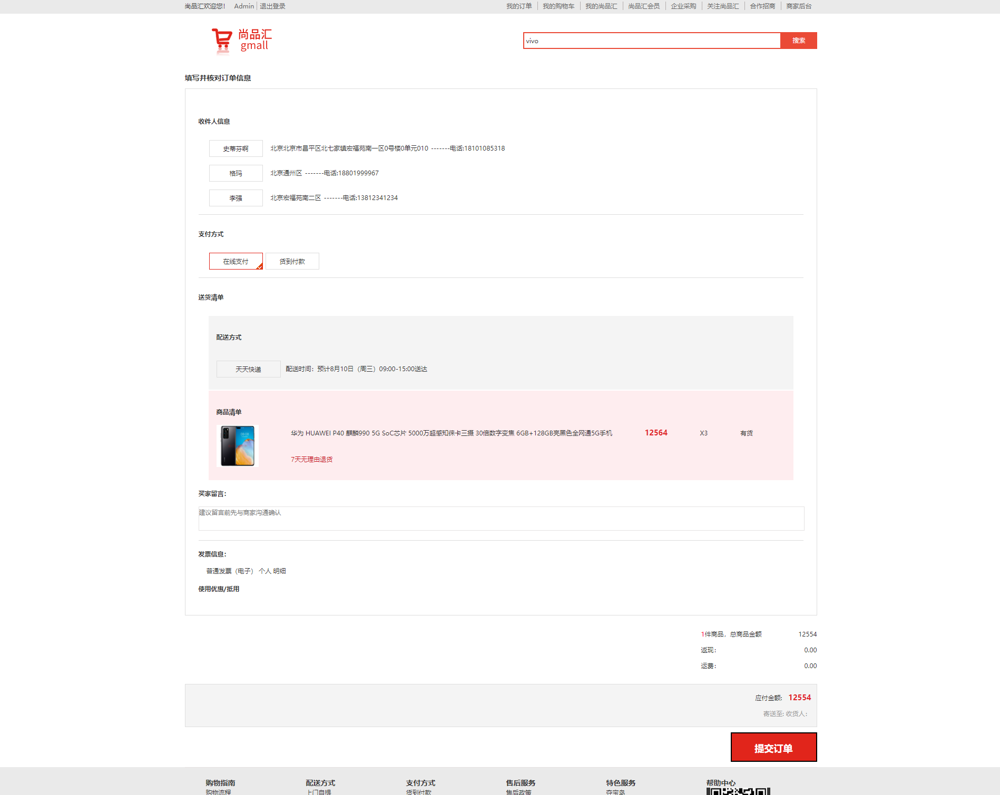 尚品汇欢迎您! Admin 退出登录 我的订单 我的购物车 我的尚品汇 尚品汇会员 企业采购 关注尚品汇 合作招商 商家后台
尚品汇
gmall
vivo 搜索
填写并核对订单信息
收件人信息
史蒂芬啊 北京北京市昌平区北七家镇宏福苑南一区0号楼0单元010 -------电话:18101085318
格玛 北京通州区 -------电话:18801999967
李强 北京宏福苑南二区 -------电话:13812341234
支付方式
在线支付 货到付款
送货清单
配送方式
天天快递 配送时间：预计8月10日（周三）09:00-15:00送达
商品清单
华为 HUAWEI P40 麒麟990 5G SoC芯片 5000万超感知徕卡三摄 30倍数字变焦 6GB+128GB亮黑色全网通5G手机 12564 X3 有货
7天无理由退货
买家留言：
建议留言前先与商家沟通确认
发票信息：
普通发票（电子） 个人 明细
使用优惠/抵用
1件商品，总商品金额 12554
返现： 0.00
运费： 0.00
应付金额: 12554
寄送至: 收货人：
提交订单
购物指南 配送方式 支付方式 售后服务 特色服务 帮助中心
购物流程 上门自提 货到付款 售后政策 夺宝岛